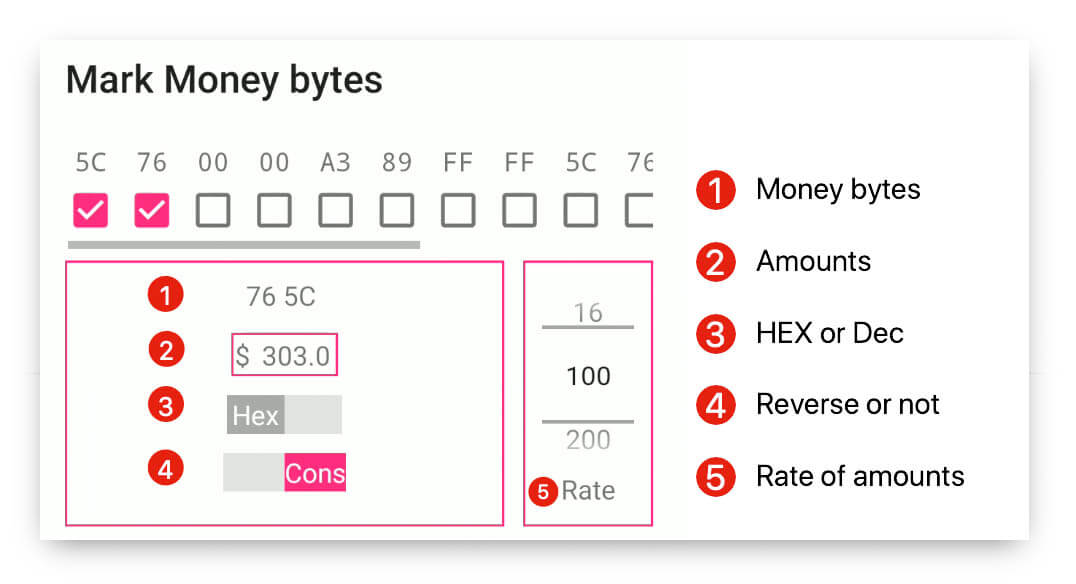 Mark Money bytes
5C 76 00 00 A3 89 FF FF 5C 76
1 Money bytes
2 Amounts
3 HEX or Dec
4 Reverse or not
5 Rate of amounts
1 76 5C
2 $ 303.0
3 Hex
4 Cons
16
100
200
5 Rate